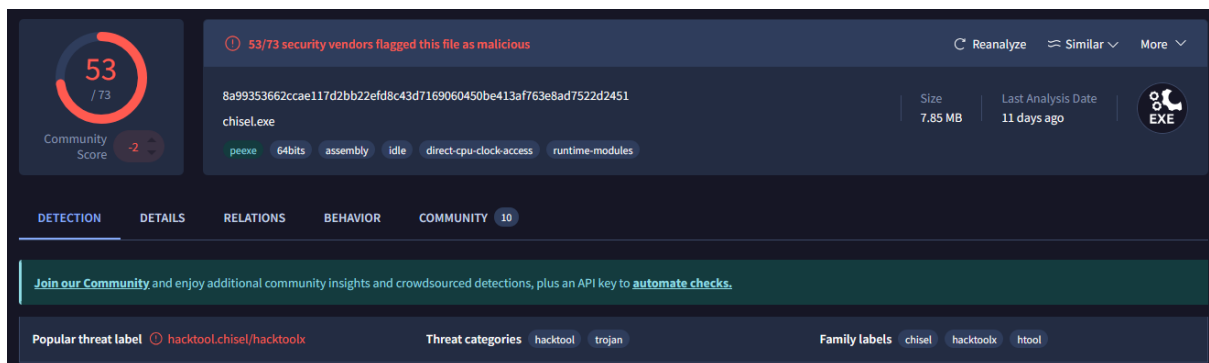 53
/ 73
Community
Score
-2
53/73 security vendors flagged this file as malicious
Reanalyze
Similar
More
8a99353662ccae117d2bb22efd8c43d7169060450be413af763e8ad7522d2451
chisel.exe
peexe 64bits assembly idle direct-cpu-clock-access runtime-modules
Size
7.85 MB
Last Analysis Date
11 days ago
EXE
DETECTION DETAILS RELATIONS BEHAVIOR COMMUNITY 10
Join our Community and enjoy additional community insights and crowdsourced detections, plus an API key to automate checks.
Popular threat label hacktool.chisel/hacktoolx Threat categories hacktool trojan Family labels chisel hacktoolx htool